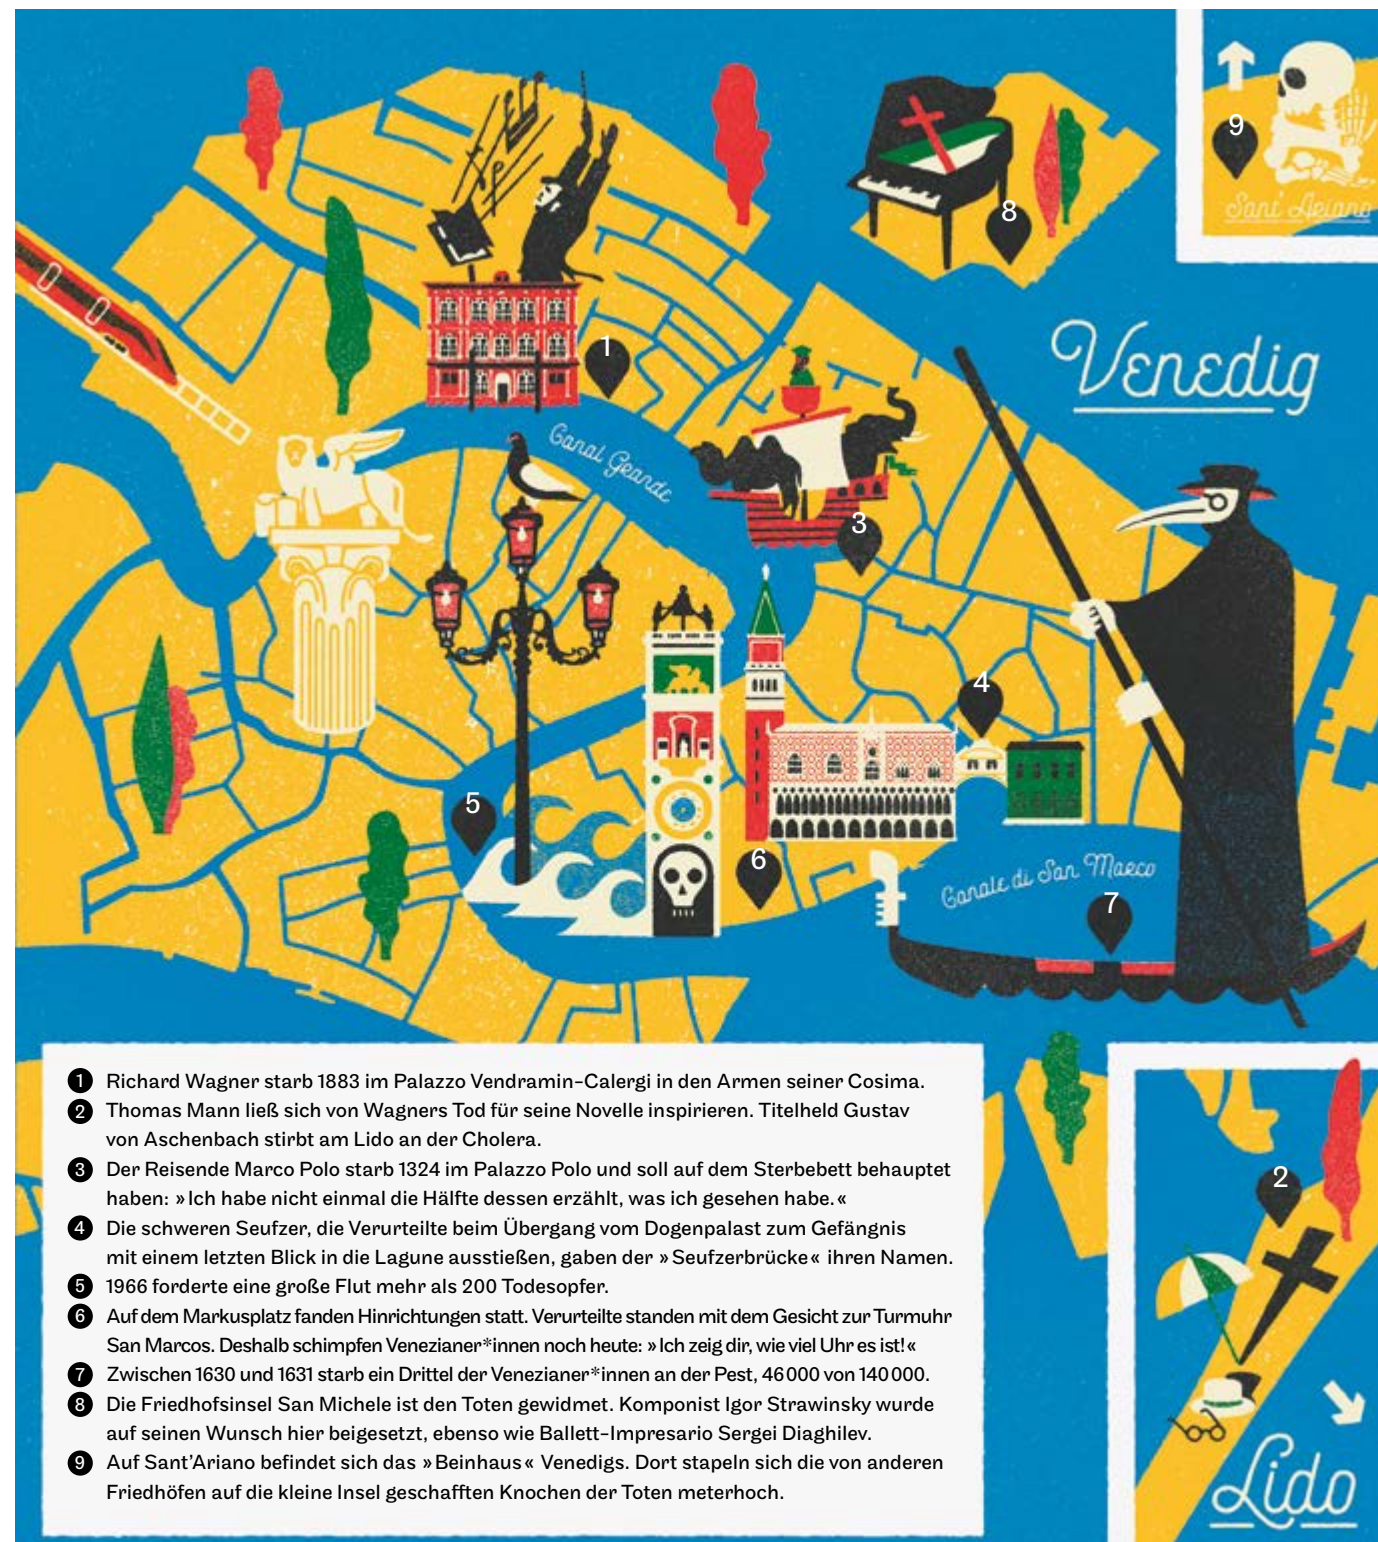 9
Sant'Ariano
8
Venedig
1
Canal Grande
3
4
5
6
Canale di San Marco
7
1 Richard Wagner starb 1883 im Palazzo Vendramin-Calergi in den Armen seiner Cosima.
2 Thomas Mann ließ sich von Wagners Tod für seine Novelle inspirieren. Titelheld Gustav
von Aschenbach stirbt am Lido an der Cholera.
3 Der Reisende Marco Polo starb 1324 im Palazzo Polo und soll auf dem Sterbebett behauptet
haben: »Ich habe nicht einmal die Hälfte dessen erzählt, was ich gesehen habe.«
4 Die schweren Seufzer, die Verurteilte beim Übergang vom Dogenpalast zum Gefängnis
mit einem letzten Blick in die Lagune ausstießen, gaben der »Seufzerbrücke« ihren Namen.
5 1966 forderte eine große Flut mehr als 200 Todesopfer.
6 Auf dem Markusplatz fanden Hinrichtungen statt. Verurteilte standen mit dem Gesicht zur Turmuhr
San Marcos. Deshalb schimpfen Venezianer*innen noch heute: »Ich zeig dir, wie viel Uhr es ist!«
7 Zwischen 1630 und 1631 starb ein Drittel der Venezianer*innen an der Pest, 46000 von 140000.
8 Die Friedhofsinsel San Michele ist den Toten gewidmet. Komponist Igor Strawinsky wurde
auf seinen Wunsch hier beigesetzt, ebenso wie Ballett-Impresario Sergei Diaghilev.
9 Auf Sant'Ariano befindet sich das »Beinhaus« Venedigs. Dort stapeln sich die von anderen
Friedhöfen auf die kleine Insel geschafften Knochen der Toten meterhoch.
2
Lido